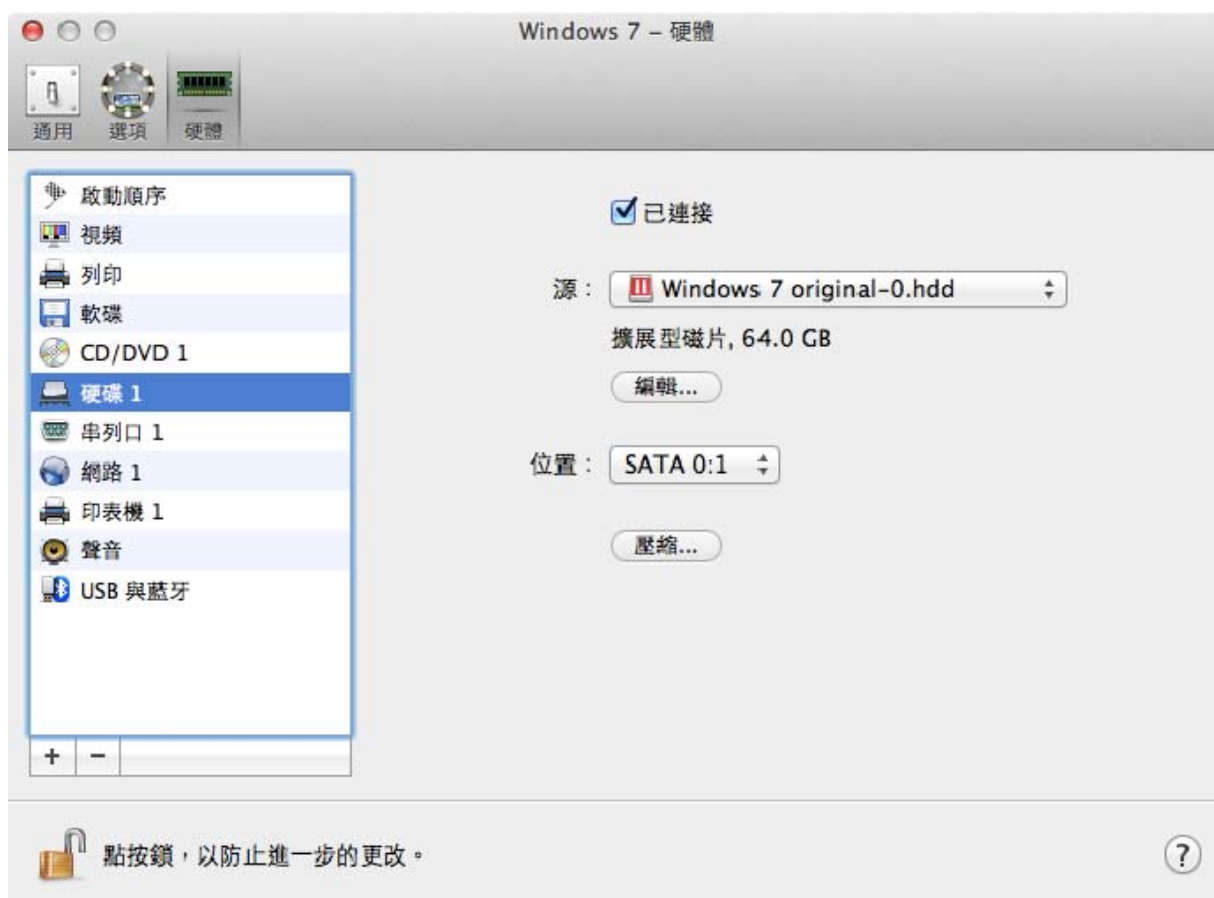 Windows 7 – 硬體
通用
選項
硬體
啟動順序
視頻
列印
軟碟
CD/DVD 1
硬碟 1
串列口 1
網路 1
印表機 1
聲音
USB 與藍牙
+ −
已連接
源： Windows 7 original-0.hdd
擴展型磁片, 64.0 GB
編輯...
位置： SATA 0:1
壓縮...
點按鎖，以防止進一步的更改。
?